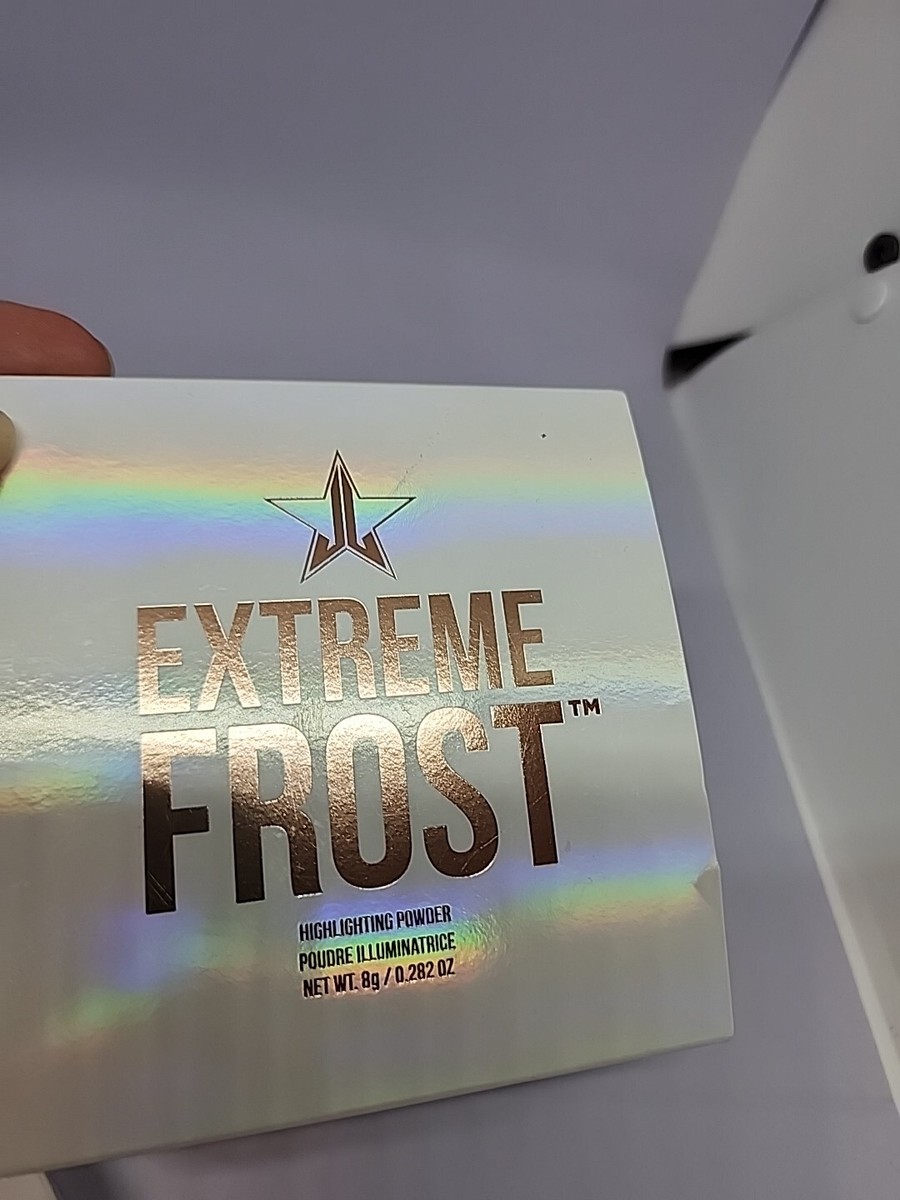 EXTREME
FROST™
HIGHLIGHTING POWDER
POUDRE ILLUMINATRICE
NET WT. 8g / 0.282 OZ